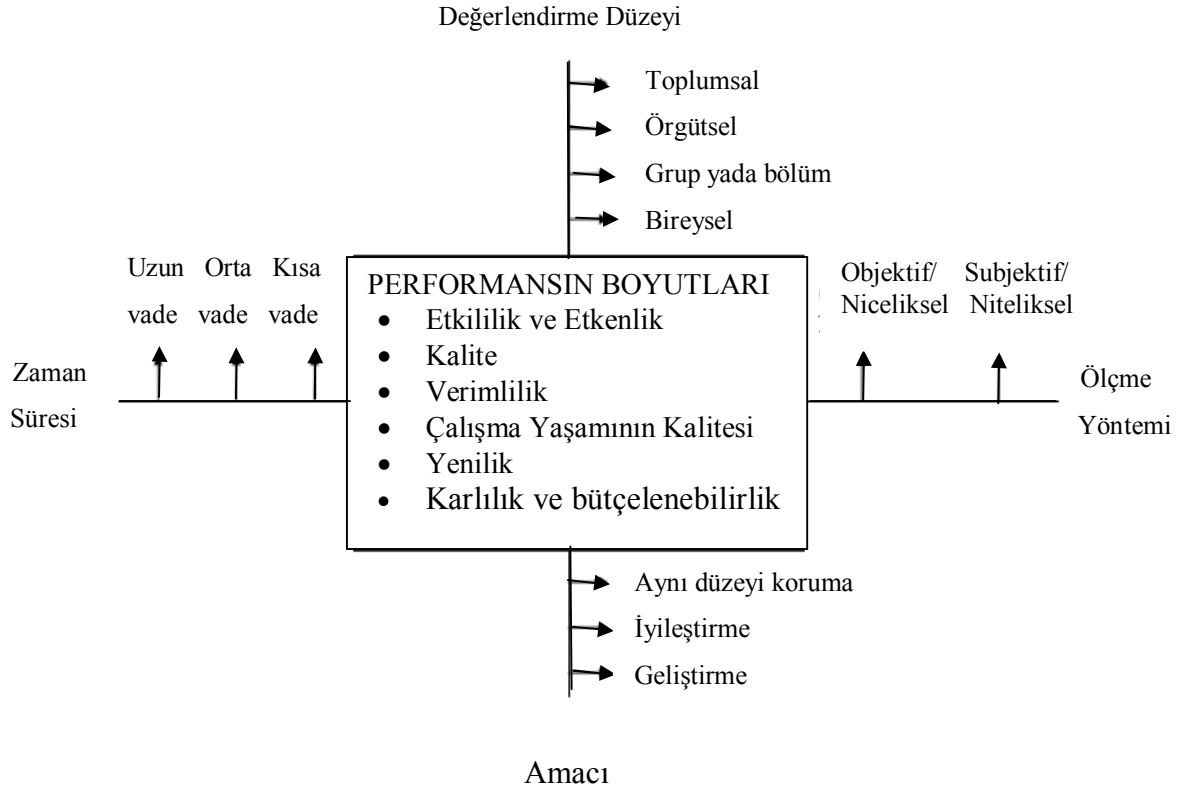 Değerlendirme Düzeyi
Toplumsal
Örgütsel
Grup yada bölüm
Bireysel
Uzun Orta Kısa
vade vade vade
Zaman
Süresi
PERFORMANSIN BOYUTLARI
• Etkililik ve Etkenlik
• Kalite
• Verimlilik
• Çalışma Yaşamının Kalitesi
• Yenilik
• Karlılık ve bütçelenebilirlik
Objektif/ Subjektif/
Niceliksel Niteliksel
Ölçme
Yöntemi
Aynı düzeyi koruma
İyileştirme
Geliştirme
Amacı